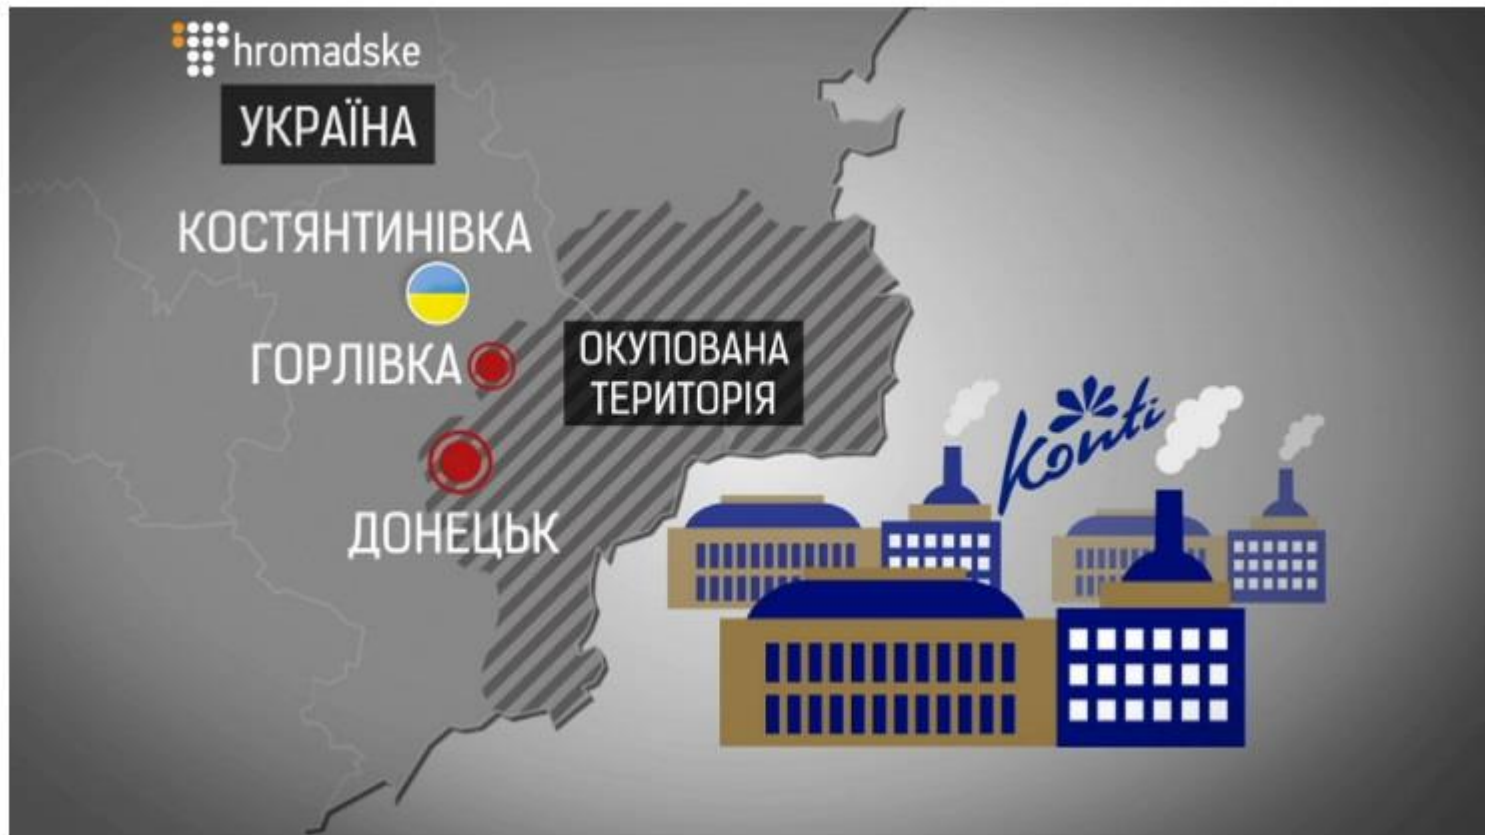 hromadske
УКРАЇНА
КОСТЯНТИНІВКА
ГОРЛІВКА
ОКУПОВАНА
ТЕРИТОРІЯ
Konti
ДОНЕЦЬК